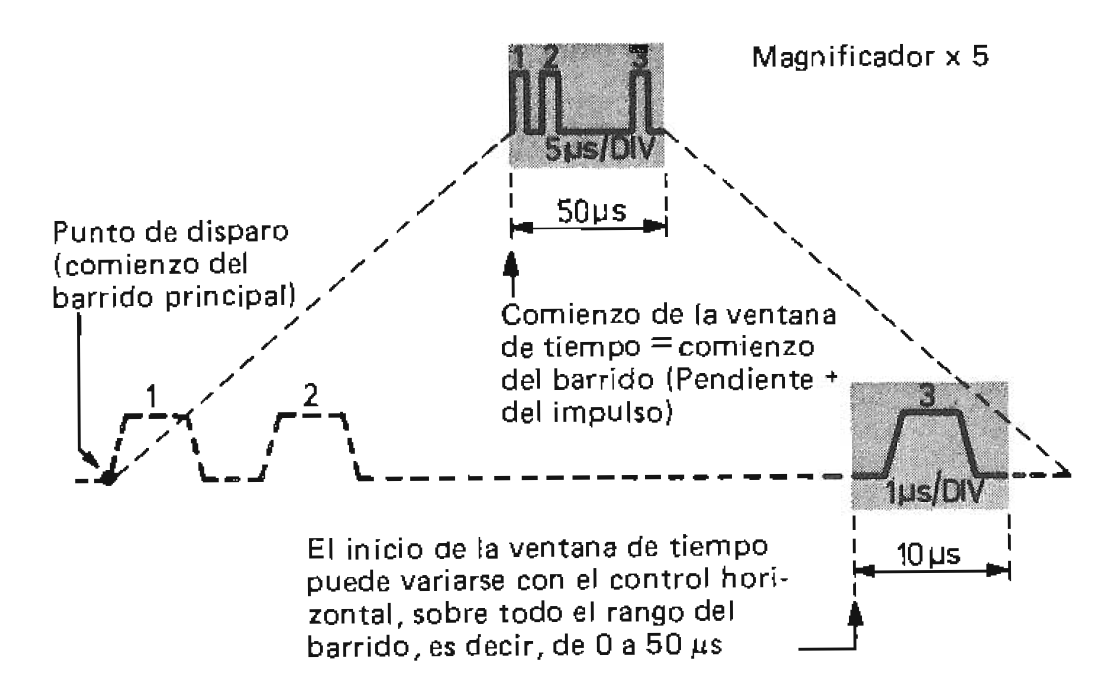 Magnificador x 5
1 2 3
5µs/DIV
50µs
Punto de disparo
(comienzo del
barrido principal)
Comienzo de la ventana
de tiempo = comienzo
del barrido (Pendiente +
del impulso)
1 2
3
1µs/DIV
10µs
El inicio de la ventana de tiempo
puede variarse con el control hori-
zontal, sobre todo el rango del
barrido, es decir, de 0 a 50 µs